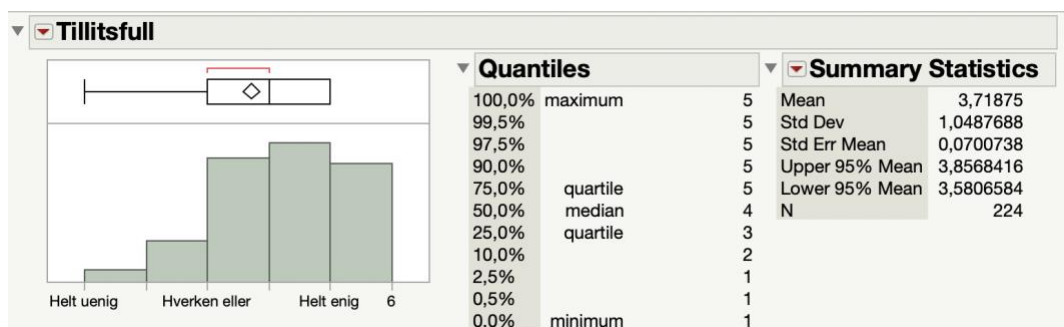 Tillitsfull
Helt uenig Hverken eller Helt enig 6
Quantiles
100,0% maximum 5
99,5% 5
97,5% 5
90,0% 5
75,0% quartile 5
50,0% median 4
25,0% quartile 3
10,0% 2
2,5% 1
0,5% 1
0,0% minimum 1
Summary Statistics
Mean 3,71875
Std Dev 1,0487688
Std Err Mean 0,0700738
Upper 95% Mean 3,8568416
Lower 95% Mean 3,5806584
N 224